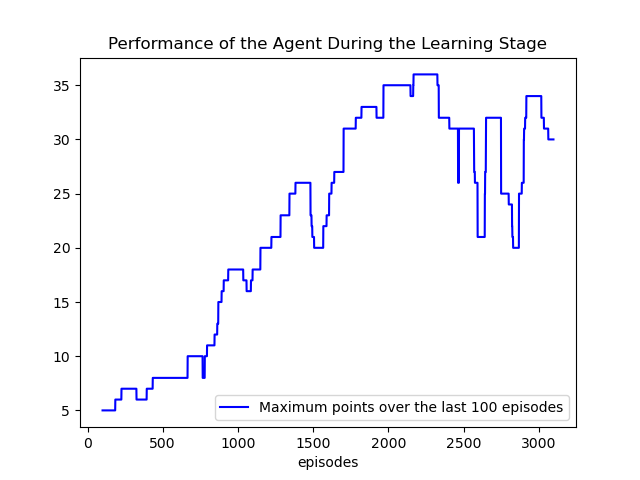 Performance of the Agent During the Learning Stage
35
30
25
20
15
10
5
Maximum points over the last 100 episodes
0 500 1000 1500 2000 2500 3000
episodes